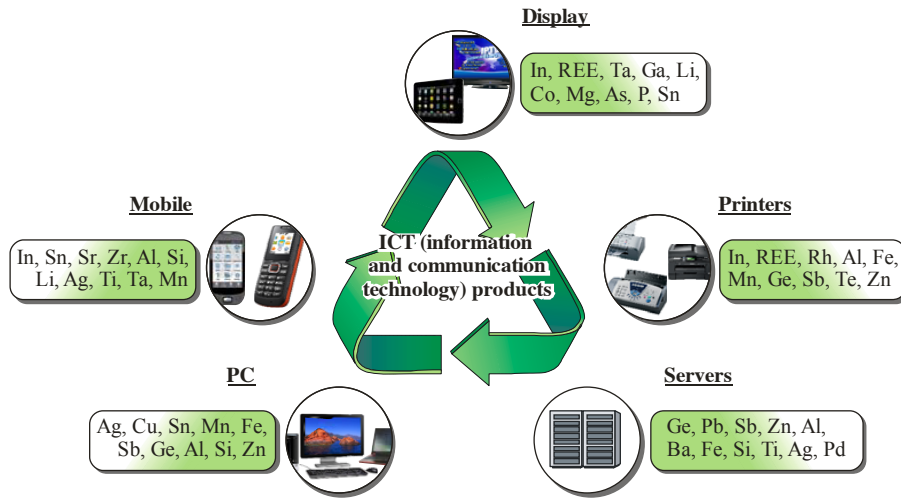 Display
In, REE, Ta, Ga, Li,
Co, Mg, As, P, Sn
Mobile
In, Sn, Sr, Zr, Al, Si,
Li, Ag, Ti, Ta, Mn
ICT (information
and communication
technology) products
Printers
In, REE, Rh, Al, Fe,
Mn, Ge, Sb, Te, Zn
PC
Ag, Cu, Sn, Mn, Fe,
Sb, Ge, Al, Si, Zn
Servers
Ge, Pb, Sb, Zn, Al,
Ba, Fe, Si, Ti, Ag, Pd